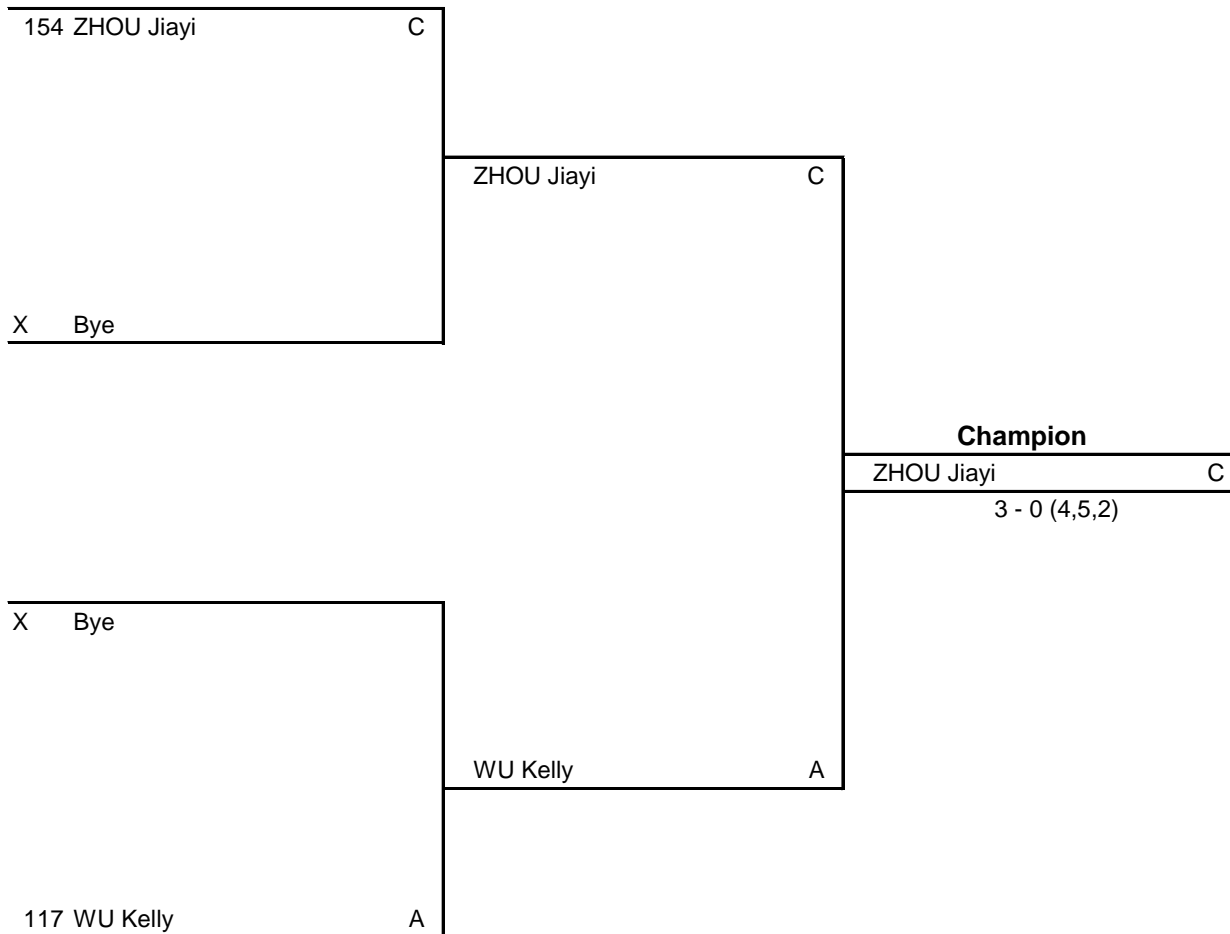 154 ZHOU Jiayi C
ZHOU Jiayi C
X Bye
Champion
ZHOU Jiayi C
3 - 0 (4,5,2)
X Bye
WU Kelly A
117 WU Kelly A